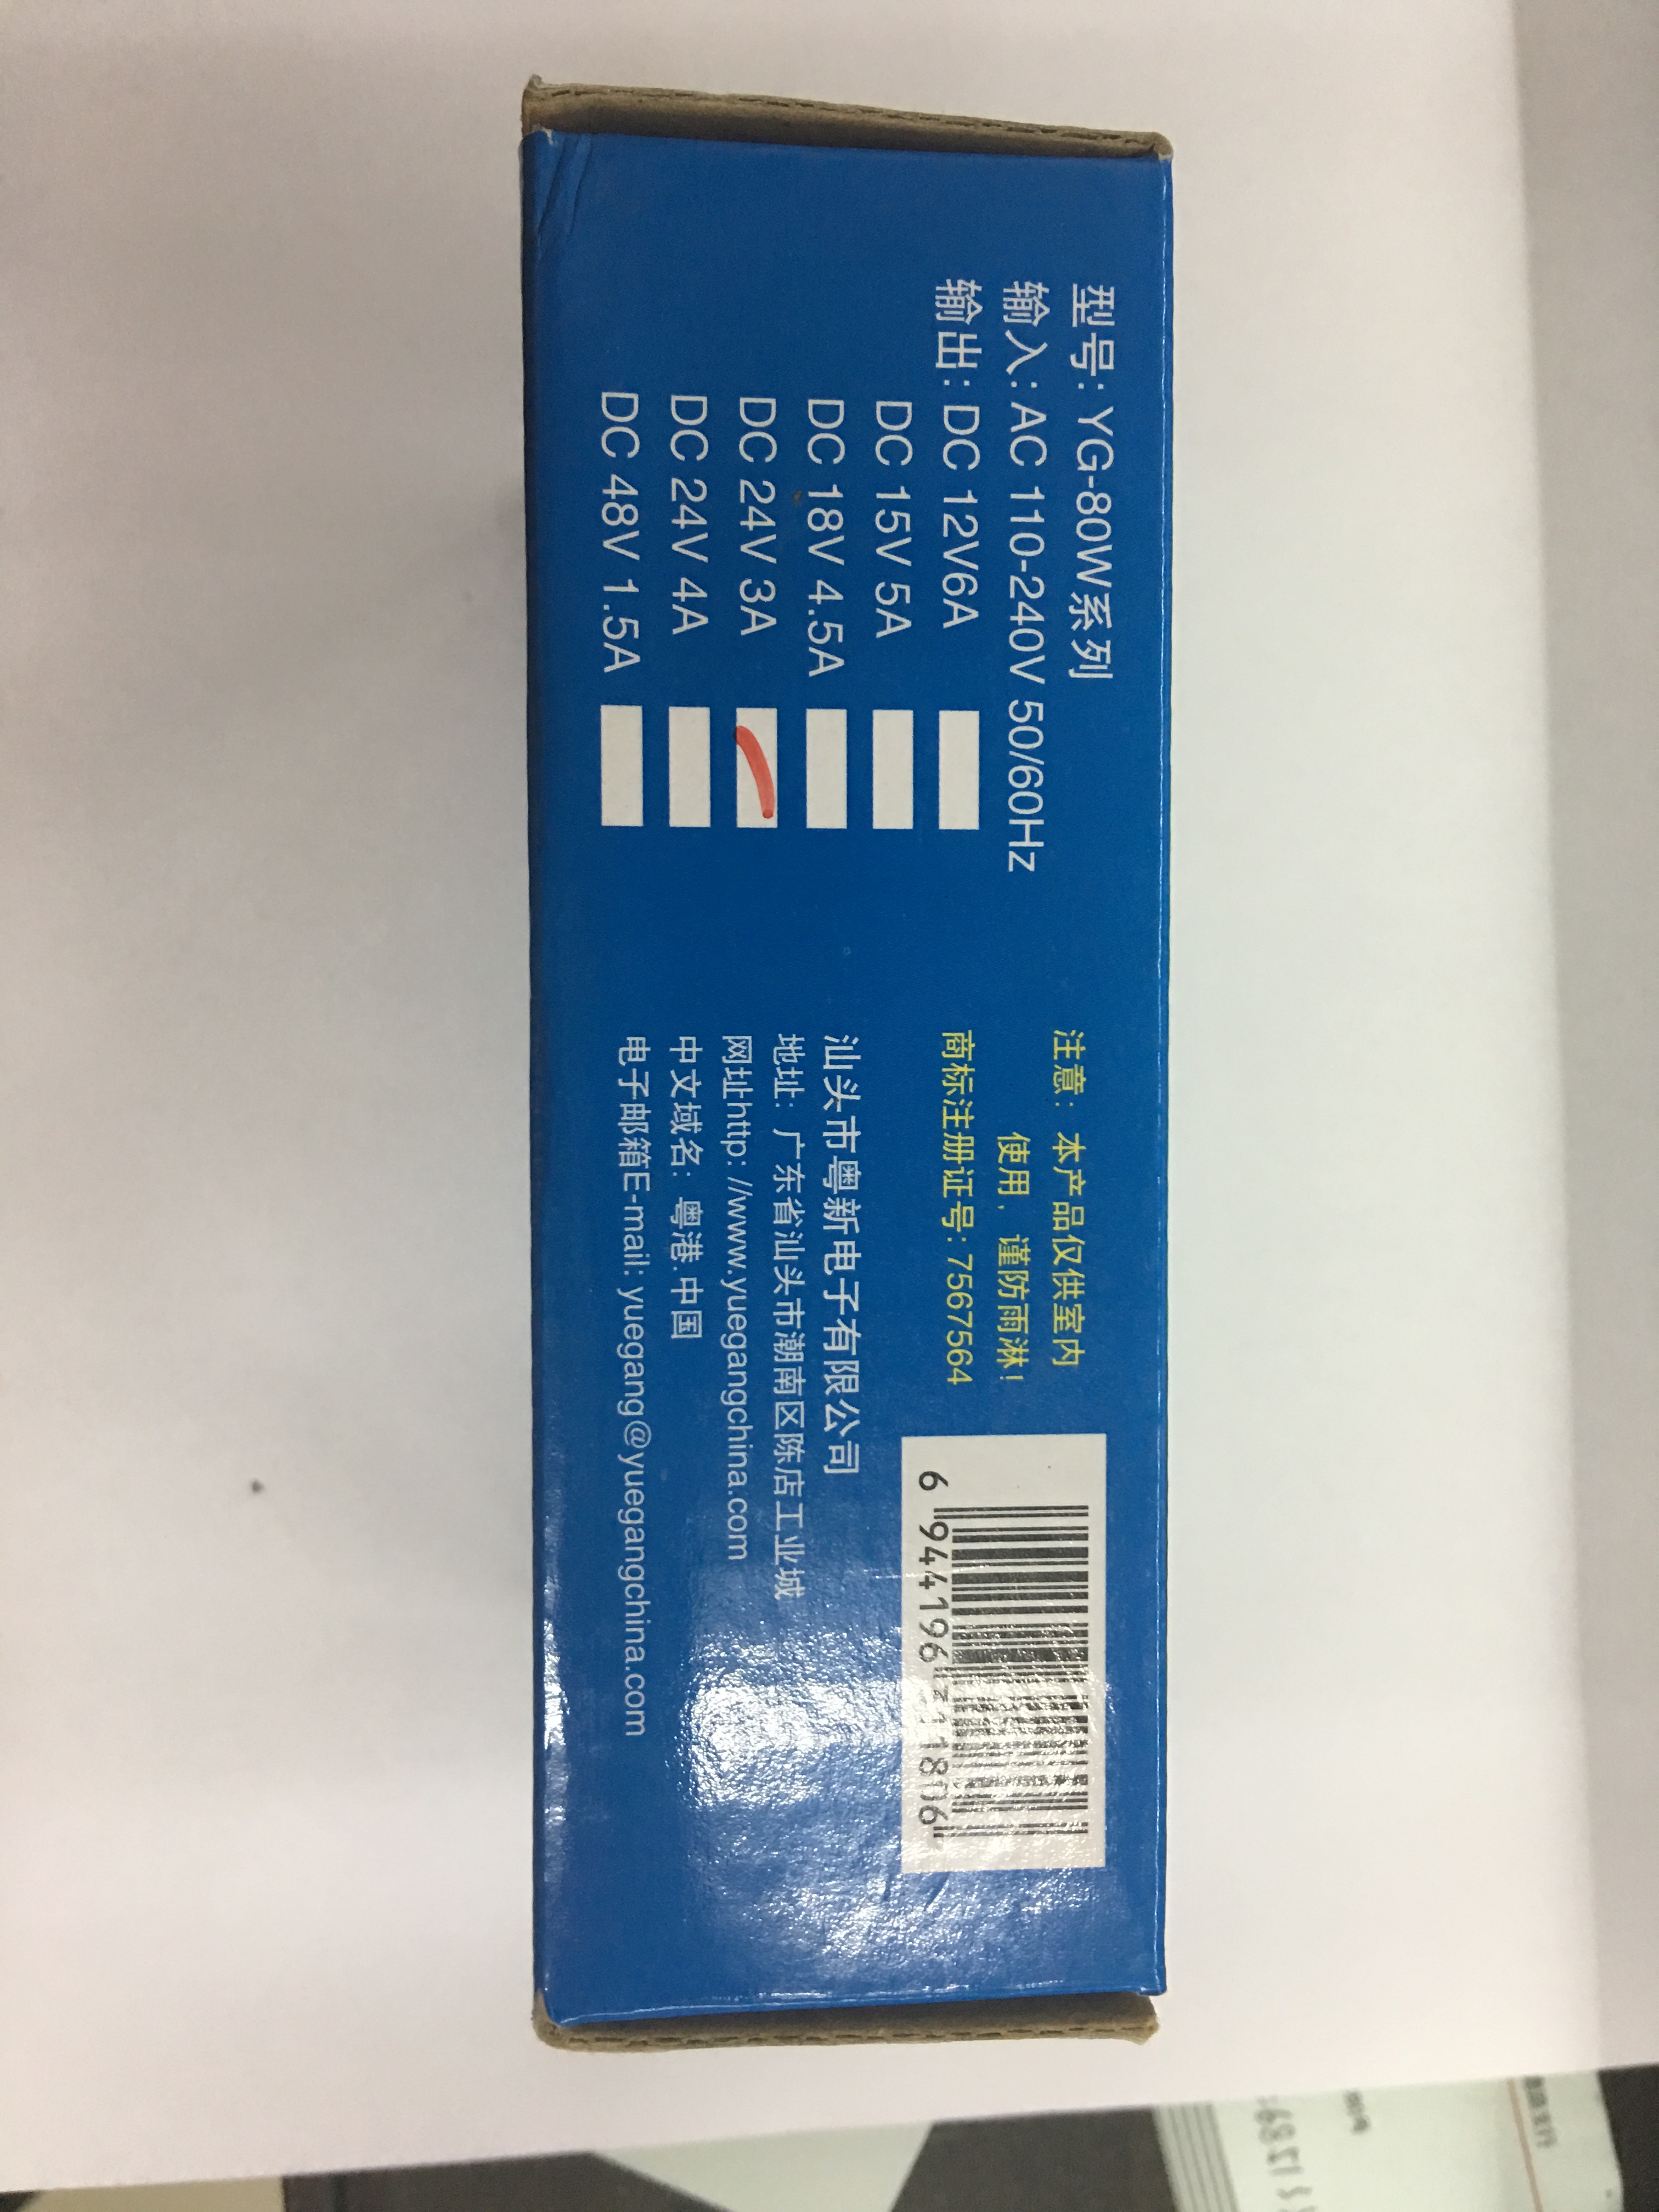 型号: YG-80W系列
输入: AC 110-240V 50/60Hz
输出: DC 12V6A
DC 15V 5A
DC 18V 4.5A
DC 24V 3A
DC 24V 4A
DC 48V 1.5A
注意: 本产品仅供室内
使用, 谨防雨淋!
商标注册证号: 7567564
汕头市粤新电子有限公司
地址: 广东省汕头市潮南区陈店工业城
网址http: //www.yuegangchina.com
中文域名: 粤港.中国
电子邮箱E-mail: yuegang@yuegangchina.com
6 944196